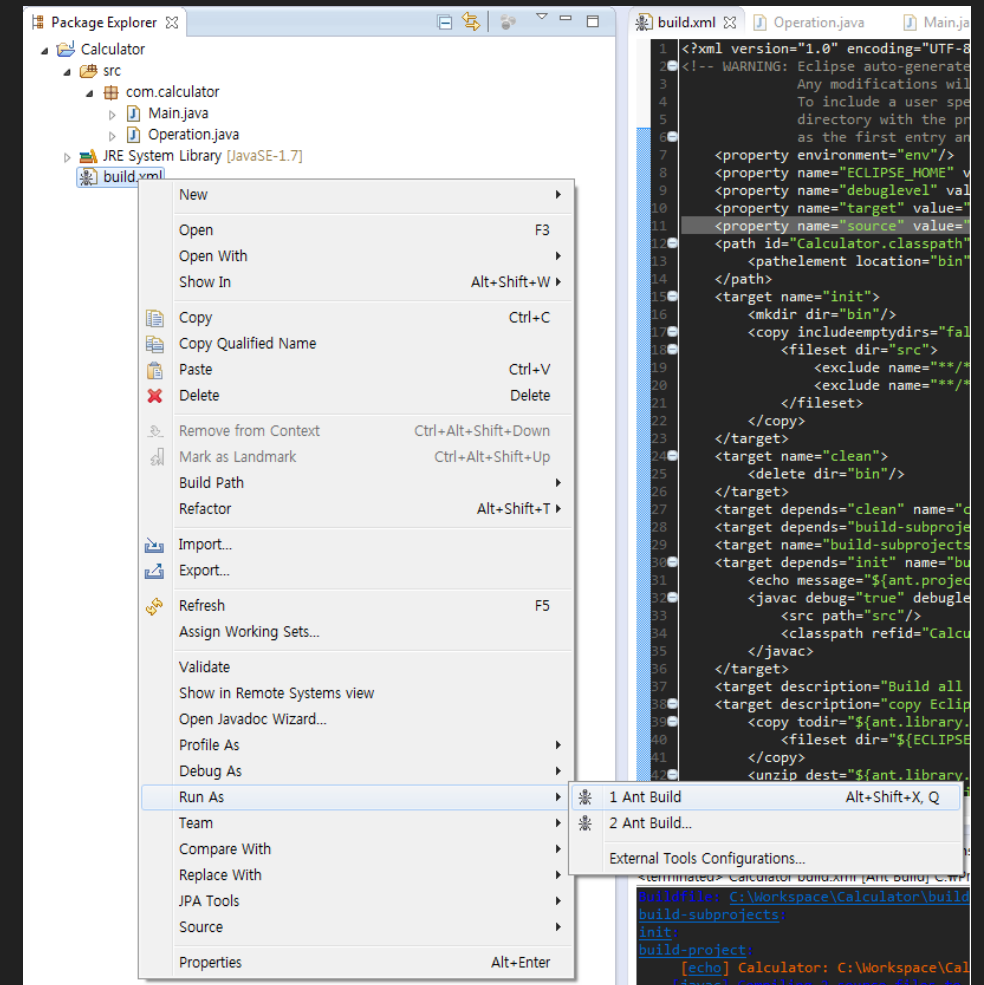 Package Explorer
Calculator
src
com.calculator
Main.java
Operation.java
JRE System Library [JavaSE-1.7]
build.xml
New
Open F3
Open With
Show In Alt+Shift+W
Copy Ctrl+C
Copy Qualified Name
Paste Ctrl+V
Delete Delete
Remove from Context Ctrl+Alt+Shift+Down
Mark as Landmark Ctrl+Alt+Shift+Up
Build Path
Refactor Alt+Shift+T
Import...
Export...
Refresh F5
Assign Working Sets...
Validate
Show in Remote Systems view
Open Javadoc Wizard...
Profile As
Debug As
Run As
Team
Compare With
Replace With
JPA Tools
Source
Properties Alt+Enter
1 Ant Build Alt+Shift+X, Q
2 Ant Build...
External Tools Configurations...
build.xml Operation.java Main.ja
1 <?xml version="1.0" encoding="UTF-8
2 <!-- WARNING: Eclipse auto-generate
3 Any modifications wil
4 To include a user spe
5 directory with the pr
6 as the first entry an
7 <property environment="env"/>
8 <property name="ECLIPSE_HOME" v
9 <property name="debuglevel" val
10 <property name="target" value="
11 <property name="source" value="
12 <path id="Calculator.classpath"
13 <pathelement location="bin"
14 </path>
15 <target name="init">
16 <mkdir dir="bin"/>
17 <copy includeemptydirs="fal
18 <fileset dir="src">
19 <exclude name="**/*
20 <exclude name="**/*
21 </fileset>
22 </copy>
23 </target>
24 <target name="clean">
25 <delete dir="bin"/>
26 </target>
27 <target depends="clean" name="c
28 <target depends="build-subproje
29 <target name="build-subprojects
30 <target depends="init" name="bu
31 <echo message="${ant.projec
32 <javac debug="true" debugle
33 <src path="src"/>
34 <classpath refid="Calcu
35 </javac>
36 </target>
37 <target description="Build all
38 <target description="copy Eclip
39 <copy todir="${ant.library.
40 <fileset dir="${ECLIPSE
41 </copy>
42 <unzip dest="${ant.library.
<terminated> Calculator build.xml [Ant Build] C:\Pr
Buildfile: C:\Workspace\Calculator\build
build-subprojects:
init:
build-project:
[echo] Calculator: C:\Workspace\Cal